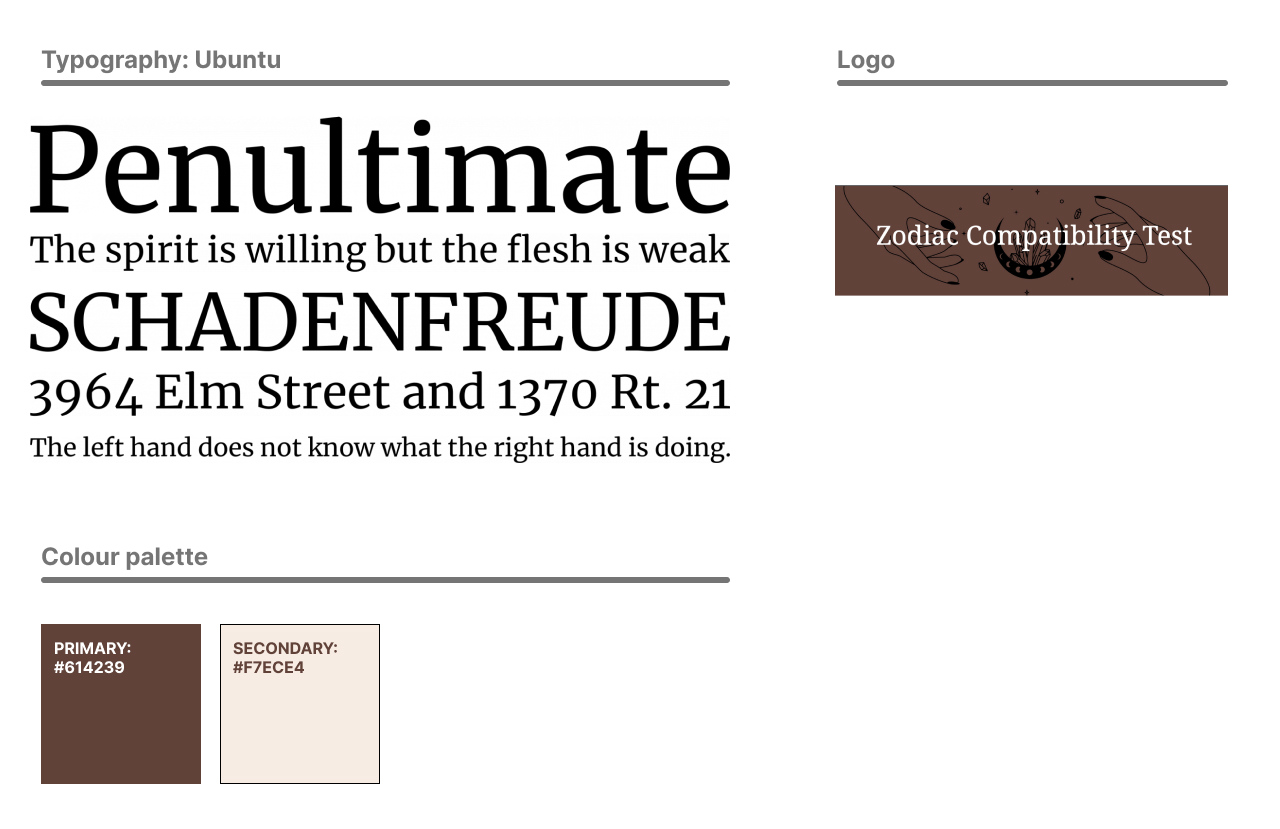 Typography: Ubuntu
Penultimate
The spirit is willing but the flesh is weak
SCHADENFREUDE
3964 Elm Street and 1370 Rt. 21
The left hand does not know what the right hand is doing.
Logo
Zodiac Compatibility Test
Colour palette
PRIMARY:
#614239
SECONDARY:
#F7ECE4